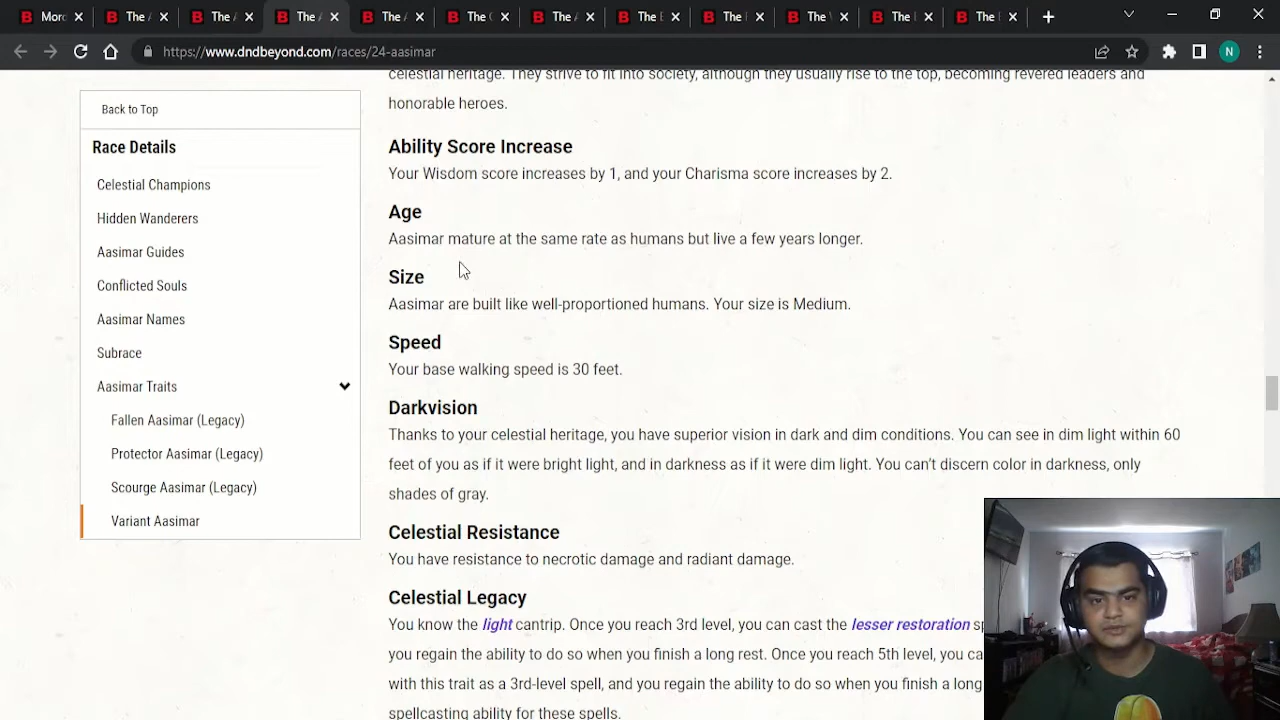 Morc
The A
The A
The A
The A
The C
The A
The E
The
The V
The
The E
https://www.dndbeyond.com/races/24-aasimar
N
celestial heritage. They strive to fit into society, although they usually rise to the top, becoming revered leaders and
honorable heroes.
Back to Top
Race Details
Celestial Champions
Hidden Wanderers
Aasimar Guides
Conflicted Souls
Aasimar Names
Subrace
Aasimar Traits
Fallen Aasimar (Legacy)
Protector Aasimar (Legacy)
Scourge Aasimar (Legacy)
Variant Aasimar
Ability Score Increase
Your Wisdom score increases by 1, and your Charisma score increases by 2.
Age
Aasimar mature at the same rate as humans but live a few years longer.
Size
Aasimar are built like well-proportioned humans. Your size is Medium.
Speed
Your base walking speed is 30 feet.
Darkvision
Thanks to your celestial heritage, you have superior vision in dark and dim conditions. You can see in dim light within 60
feet of you as if it were bright light, and in darkness as if it were dim light. You can't discern color in darkness, only
shades of gray.
Celestial Resistance
You have resistance to necrotic damage and radiant damage.
Celestial Legacy
You know the light cantrip. Once you reach 3rd level, you can cast the lesser restoration s
you regain the ability to do so when you finish a long rest. Once you reach 5th level, you ca
with this trait as a 3rd-level spell, and you regain the ability to do so when you finish a long
spellcasting ability for these spells.